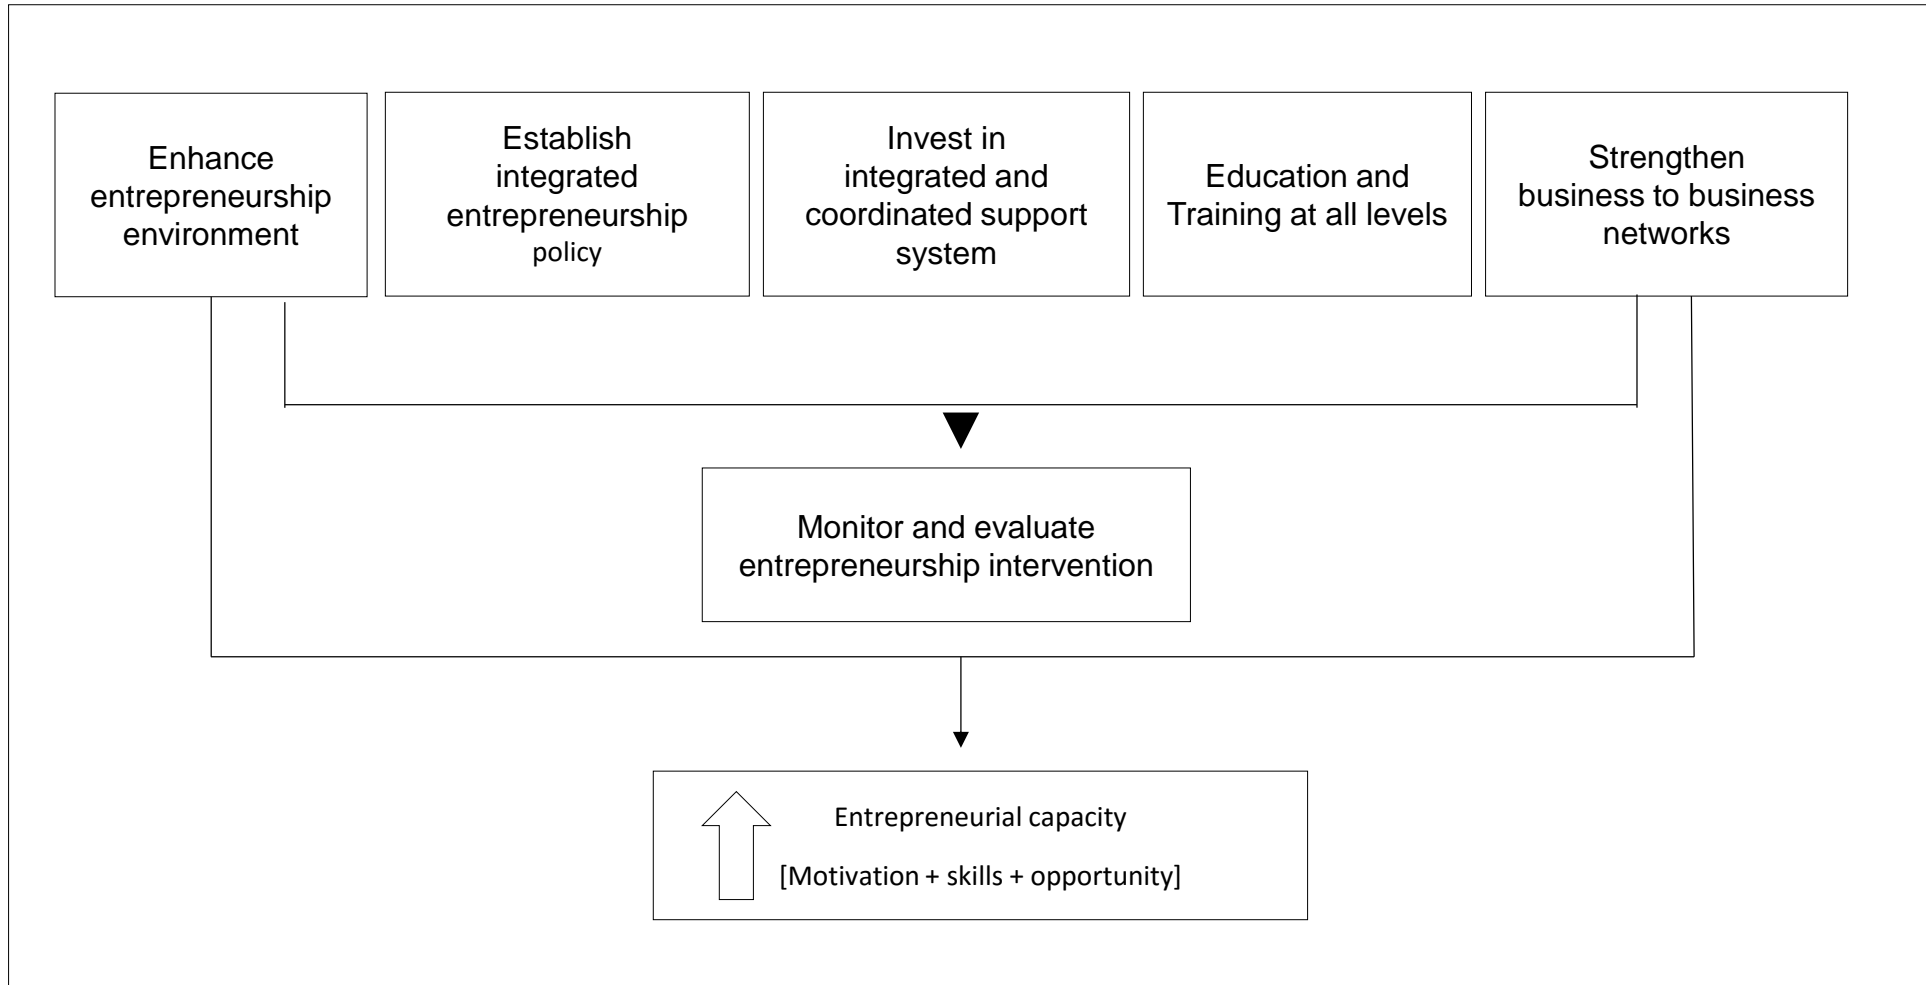 Enhance
entrepreneurship
environment
Establish
integrated
entrepreneurship
policy
Invest in
integrated and
coordinated support
system
Education and
Training at all levels
Strengthen
business to business
networks
Monitor and evaluate
entrepreneurship intervention
Entrepreneurial capacity
[Motivation + skills + opportunity]